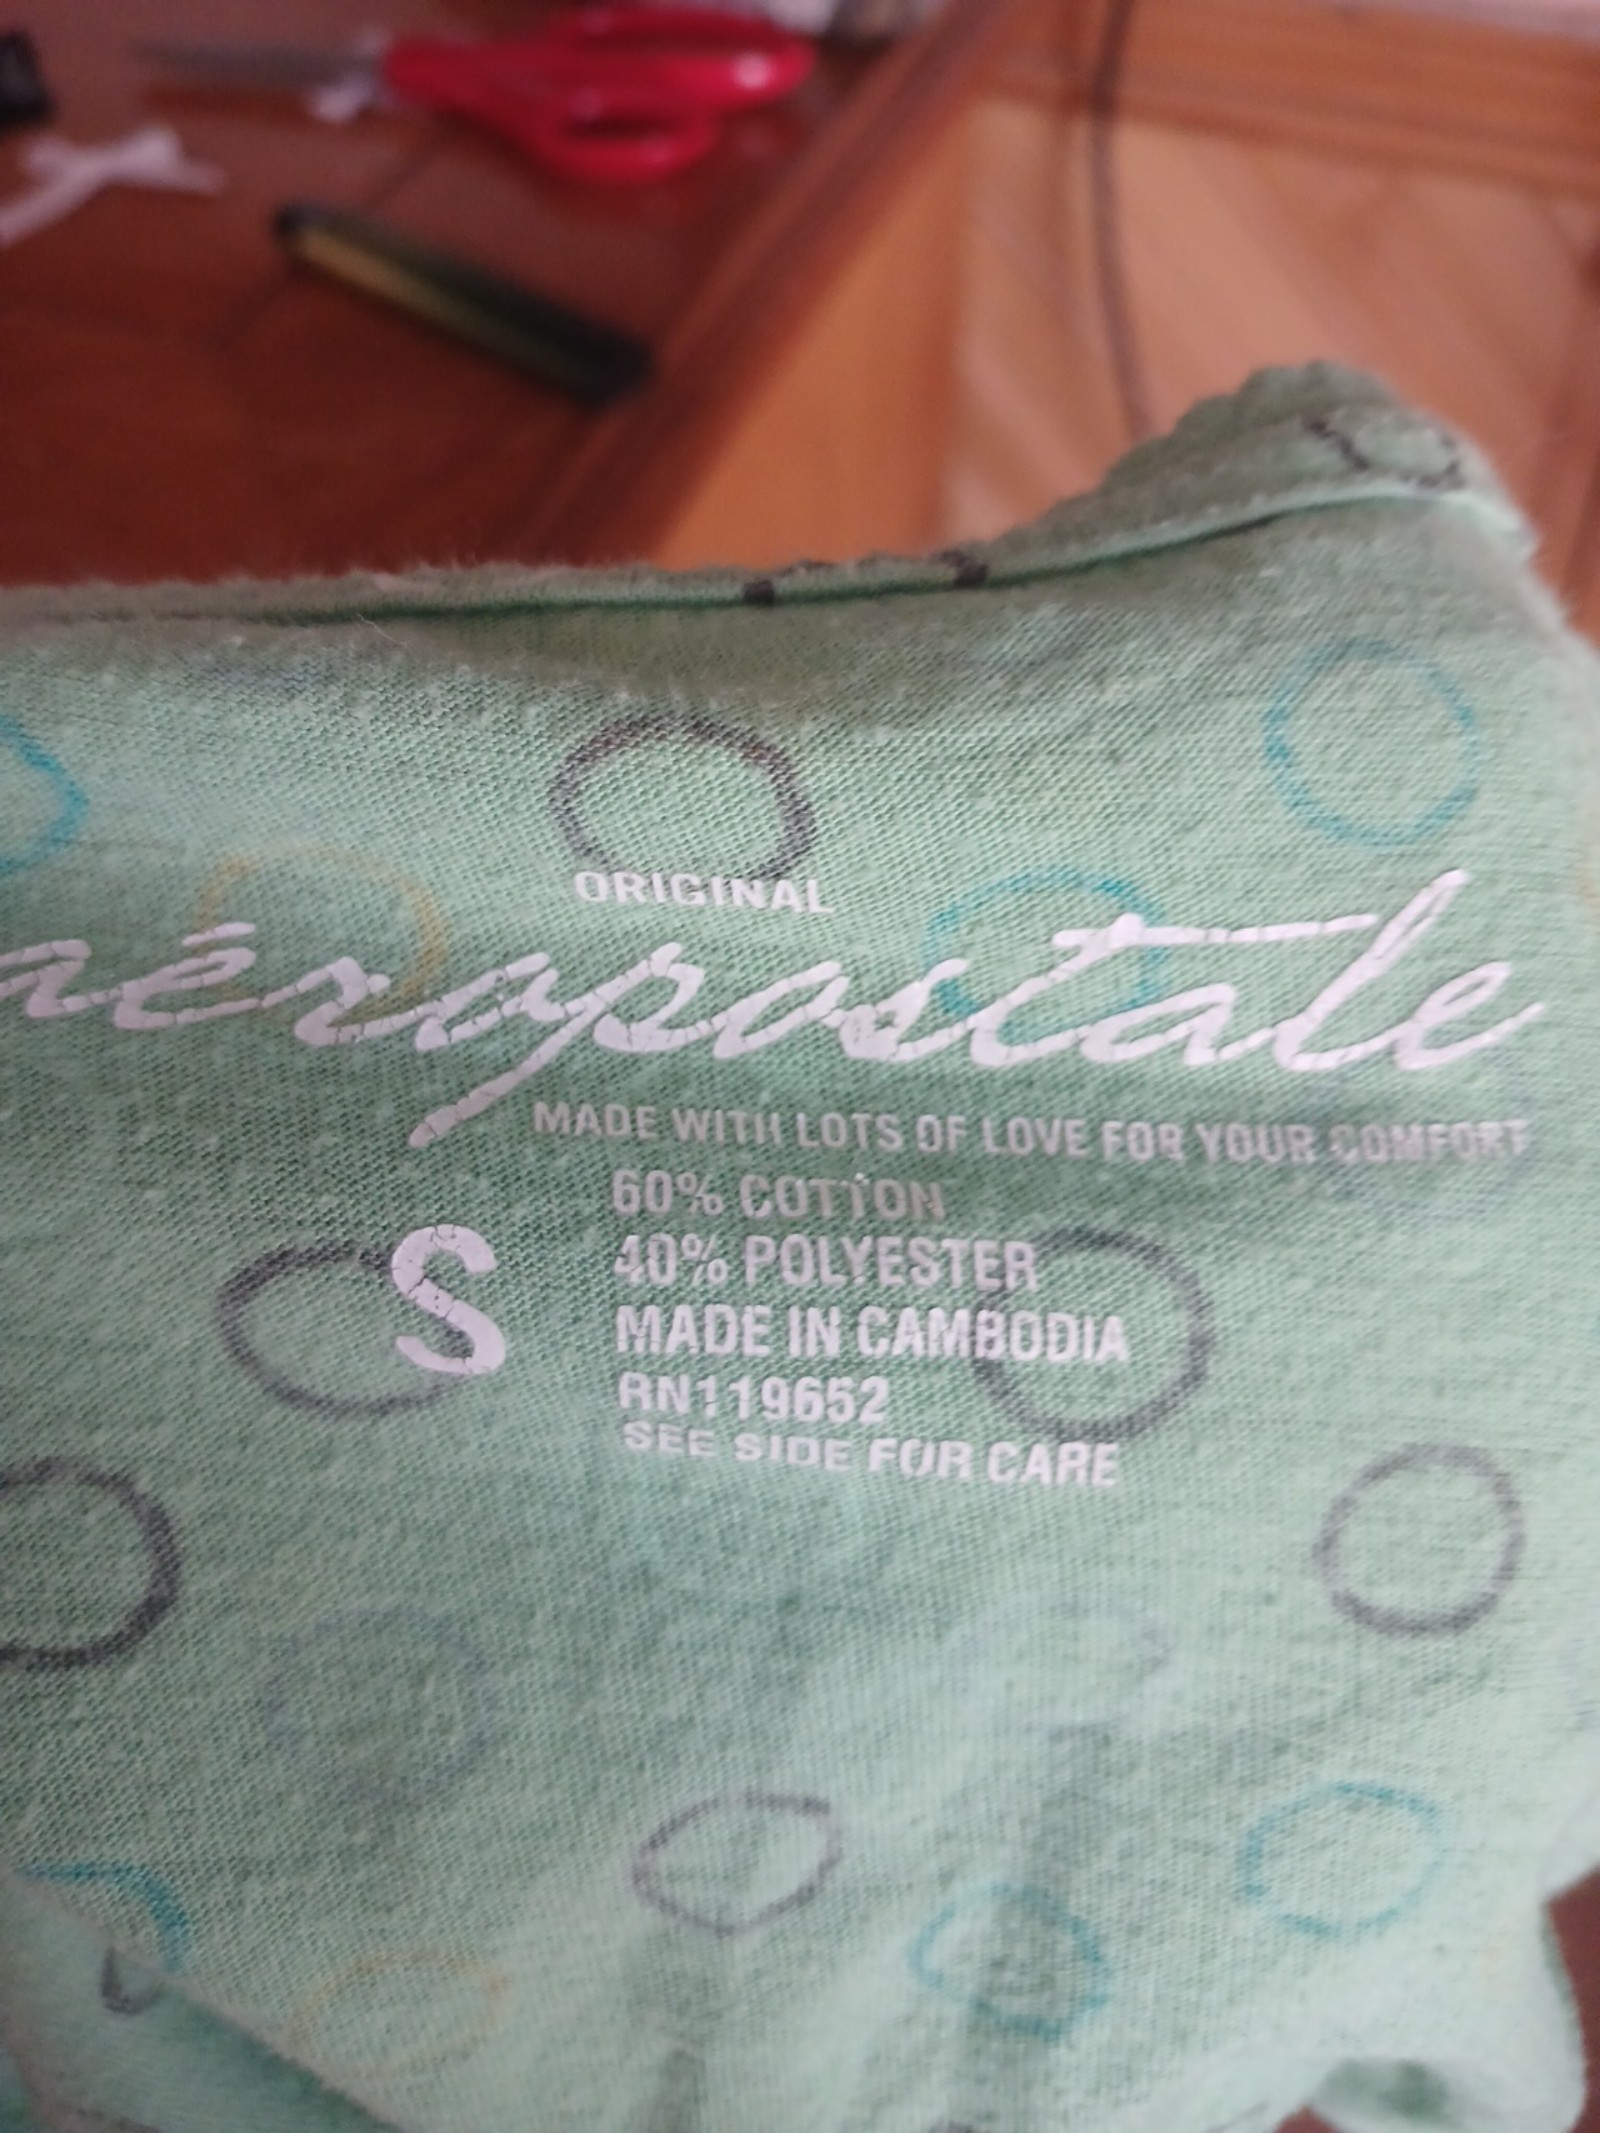 ORIGINAL
aéropostale
MADE WITH LOTS OF LOVE FOR YOUR COMFORT
60% COTTON
40% POLYESTER
S
MADE IN CAMBODIA
RN119652
SEE SIDE FOR CARE